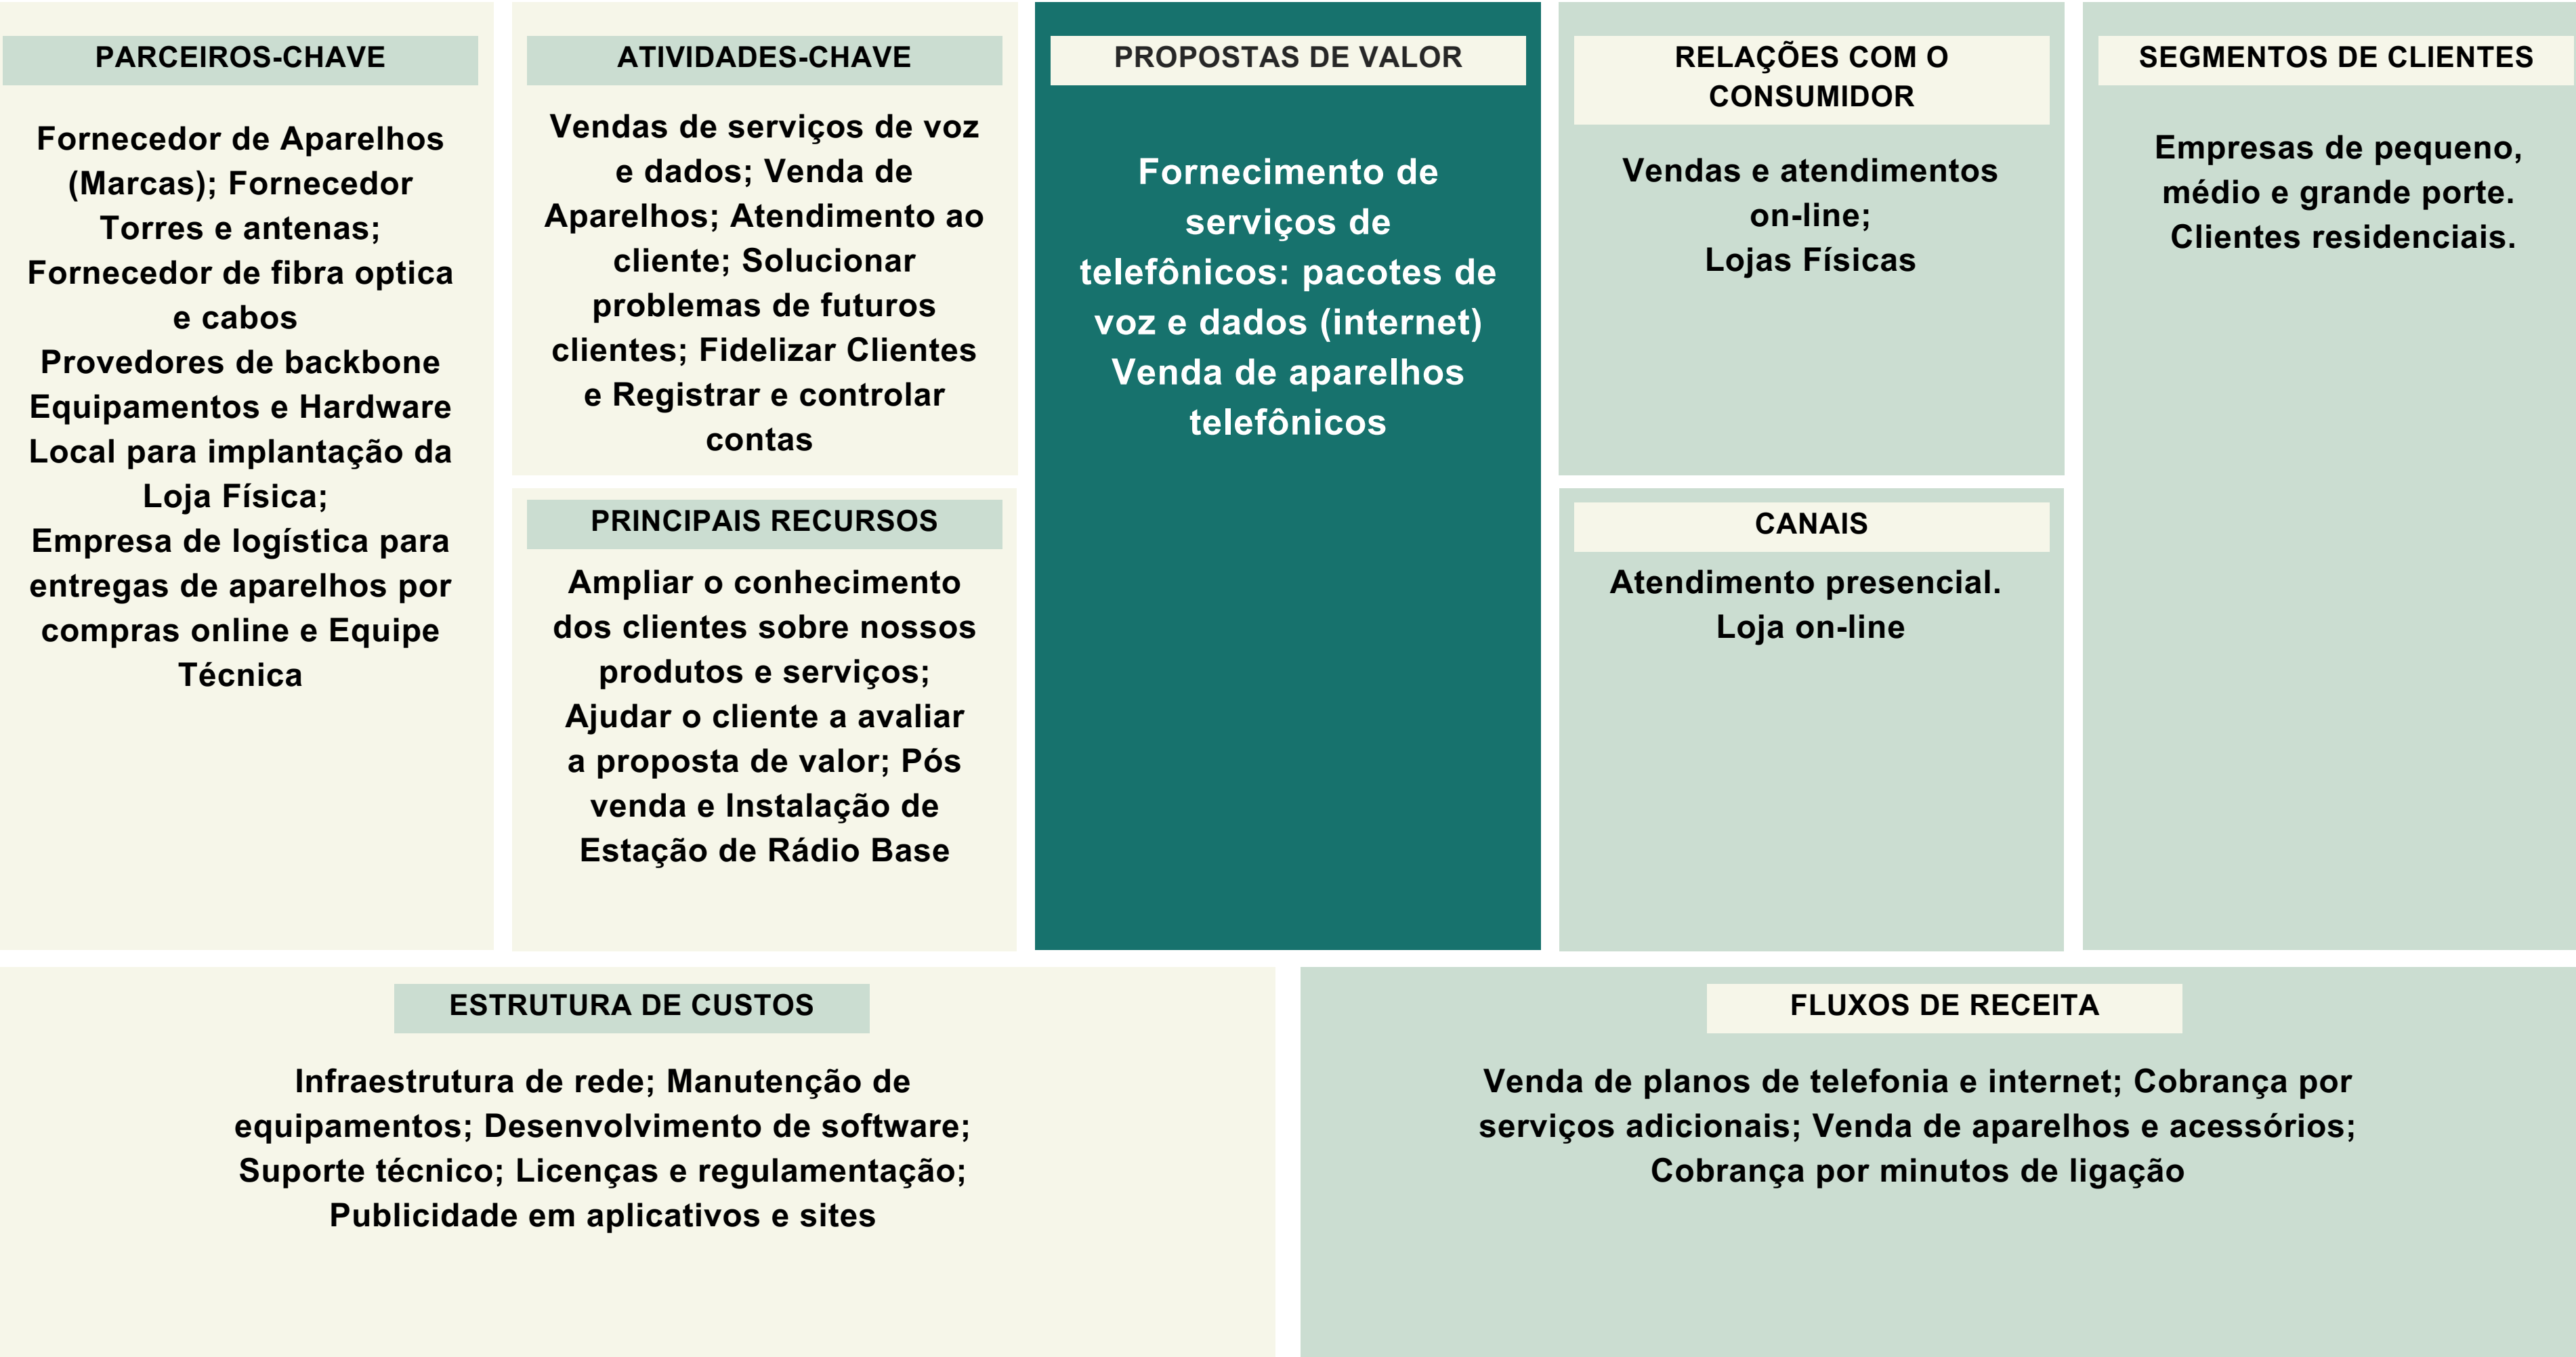 PARCEIROS-CHAVE
Fornecedor de Aparelhos
(Marcas); Fornecedor
Torres e antenas;
Fornecedor de fibra optica
e cabos
Provedores de backbone
Equipamentos e Hardware
Local para implantação da
Loja Física;
Empresa de logística para
entregas de aparelhos por
compras online e Equipe
Técnica
ATIVIDADES-CHAVE
Vendas de serviços de voz
e dados; Venda de
Aparelhos; Atendimento ao
cliente; Solucionar
problemas de futuros
clientes; Fidelizar Clientes
e Registrar e controlar
contas
PRINCIPAIS RECURSOS
Ampliar o conhecimento
dos clientes sobre nossos
produtos e serviços;
Ajudar o cliente a avaliar
a proposta de valor; Pós
venda e Instalação de
Estação de Rádio Base
PROPOSTAS DE VALOR
Fornecimento de
serviços de
telefônicos: pacotes de
voz e dados (internet)
Venda de aparelhos
telefônicos
RELAÇÕES COM O
CONSUMIDOR
Vendas e atendimentos
on-line;
Lojas Físicas
CANAIS
Atendimento presencial.
Loja on-line
SEGMENTOS DE CLIENTES
Empresas de pequeno,
médio e grande porte.
Clientes residenciais.
ESTRUTURA DE CUSTOS
Infraestrutura de rede; Manutenção de
equipamentos; Desenvolvimento de software;
Suporte técnico; Licenças e regulamentação;
Publicidade em aplicativos e sites
FLUXOS DE RECEITA
Venda de planos de telefonia e internet; Cobrança por
serviços adicionais; Venda de aparelhos e acessórios;
Cobrança por minutos de ligação